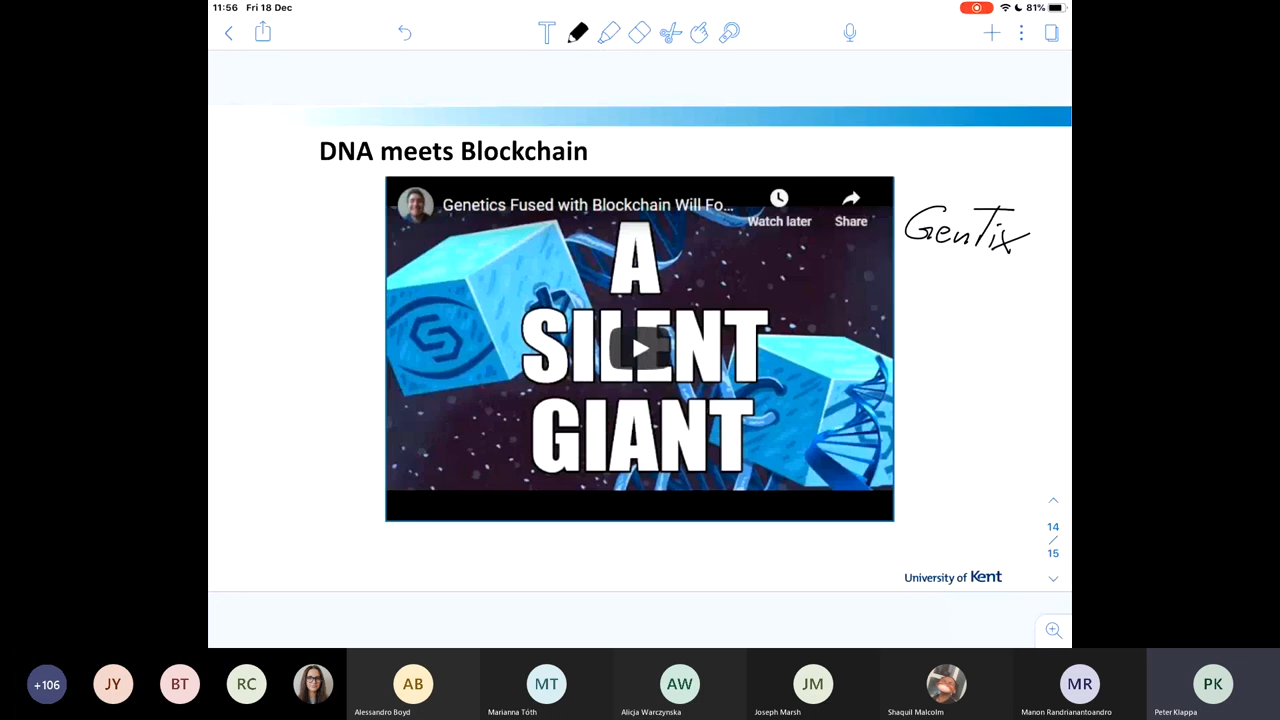 11:56 Fri 18 Dec
81%
T
DNA meets Blockchain
Genetics Fused with Blockchain Will Fo...
Watch later
Share
GenTix
A
SILENT
GIANT
14
15
University of Kent
+106
JY
BT
RC
AB
MT
AW
JM
MR
PK
Alessandro Boyd
Marianna Tóth
Alicja Warczynska
Joseph Marsh
Shaquil Malcolm
Manon Randrianantoandro
Peter Klappa